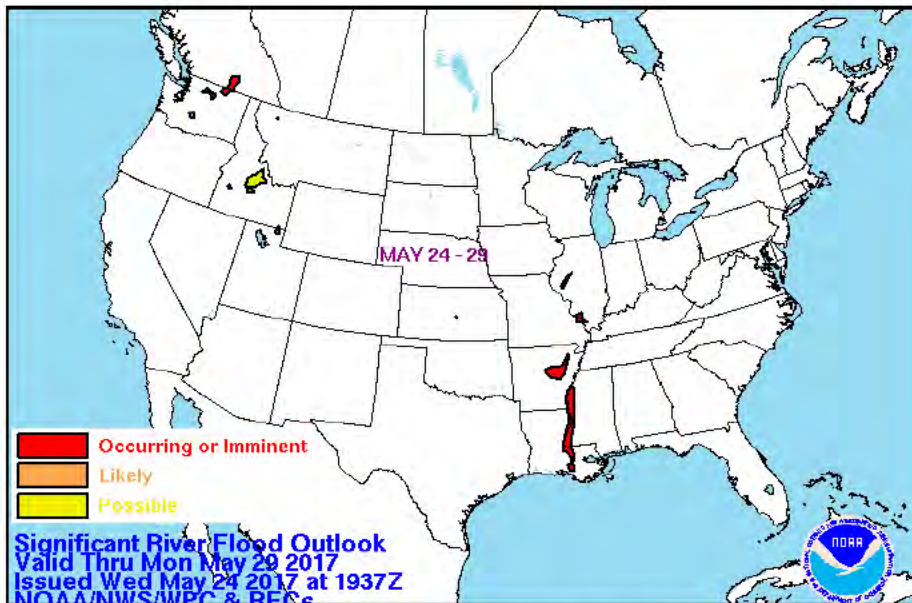 MAY 24 - 29
Occurring or Imminent
Likely
Possible
Significant River Flood Outlook
Valid Thru Mon May 29 2017
Issued Wed May 24 2017 at 1937Z
NOAA/NWS/WPC & RFCs
NOAA